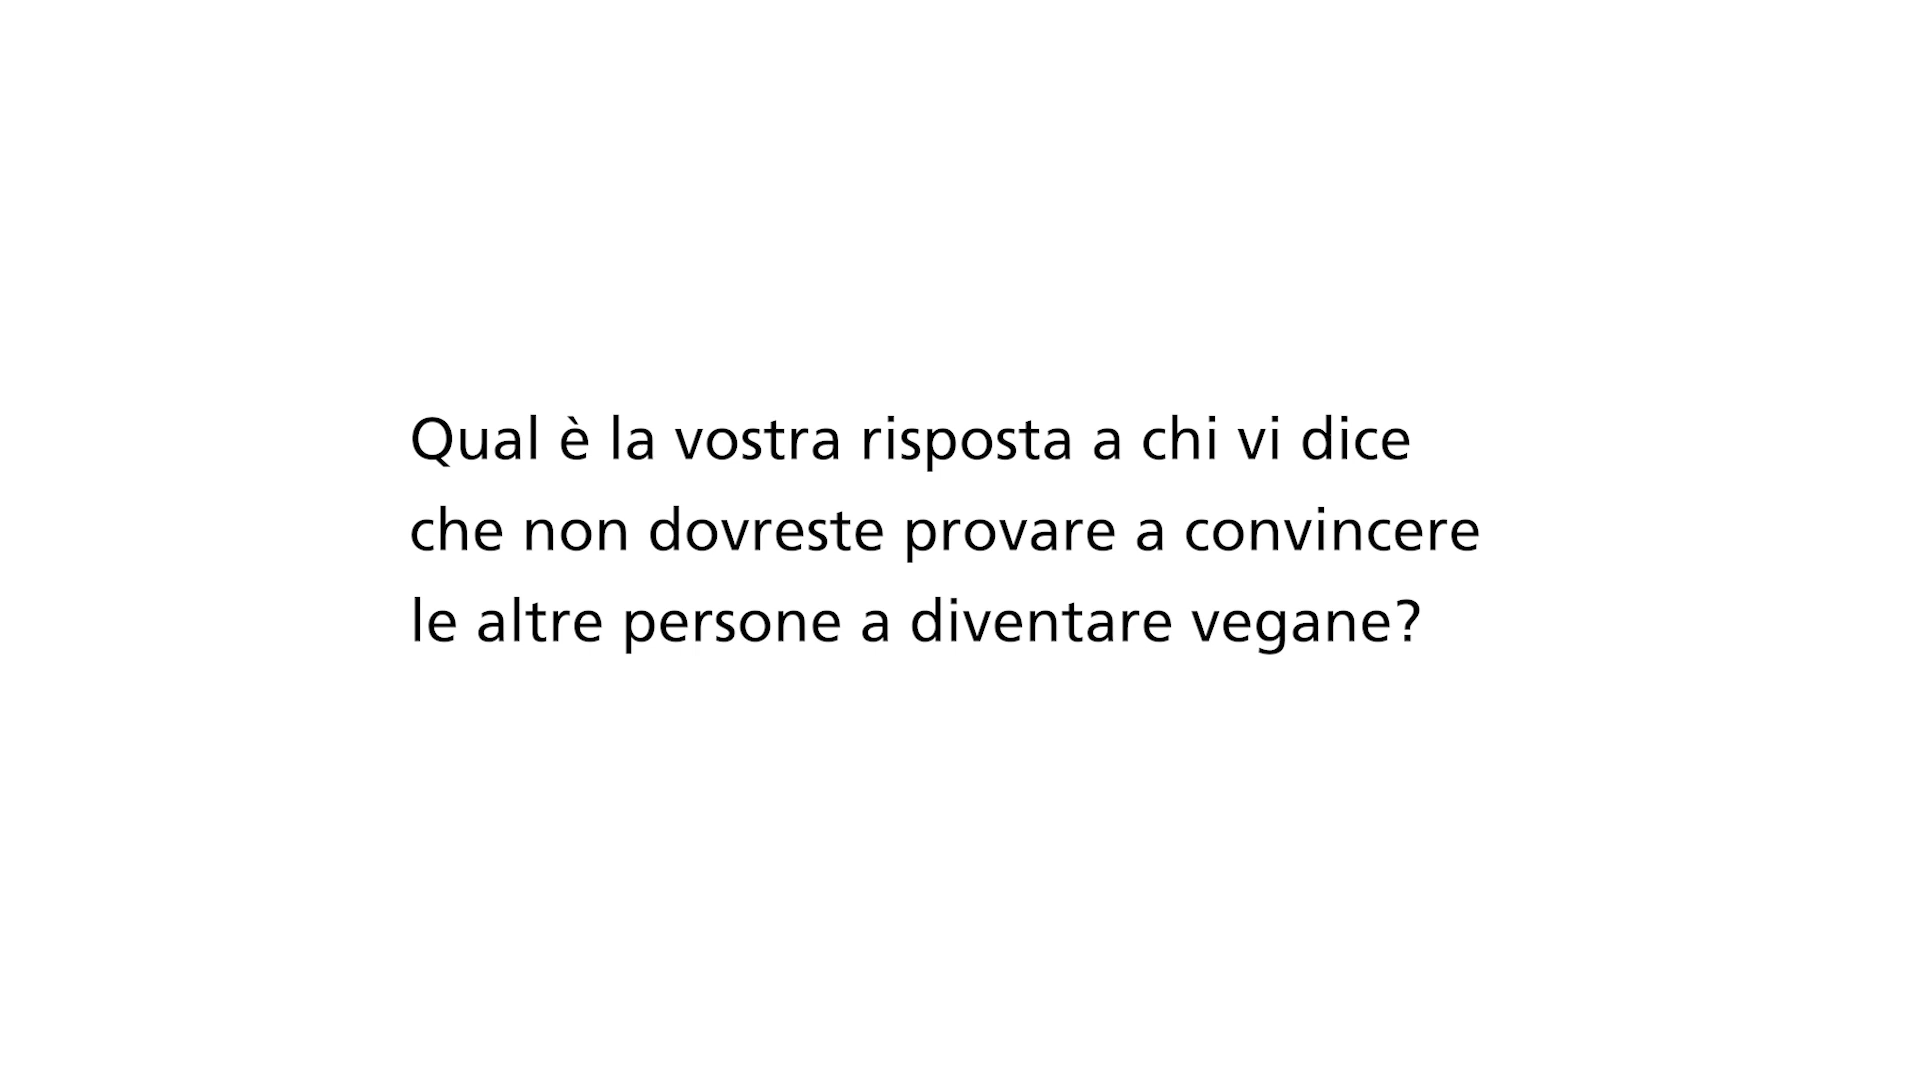 Qual è la vostra risposta a chi vi dice
che non dovreste provare a convincere
le altre persone a diventare vegane?